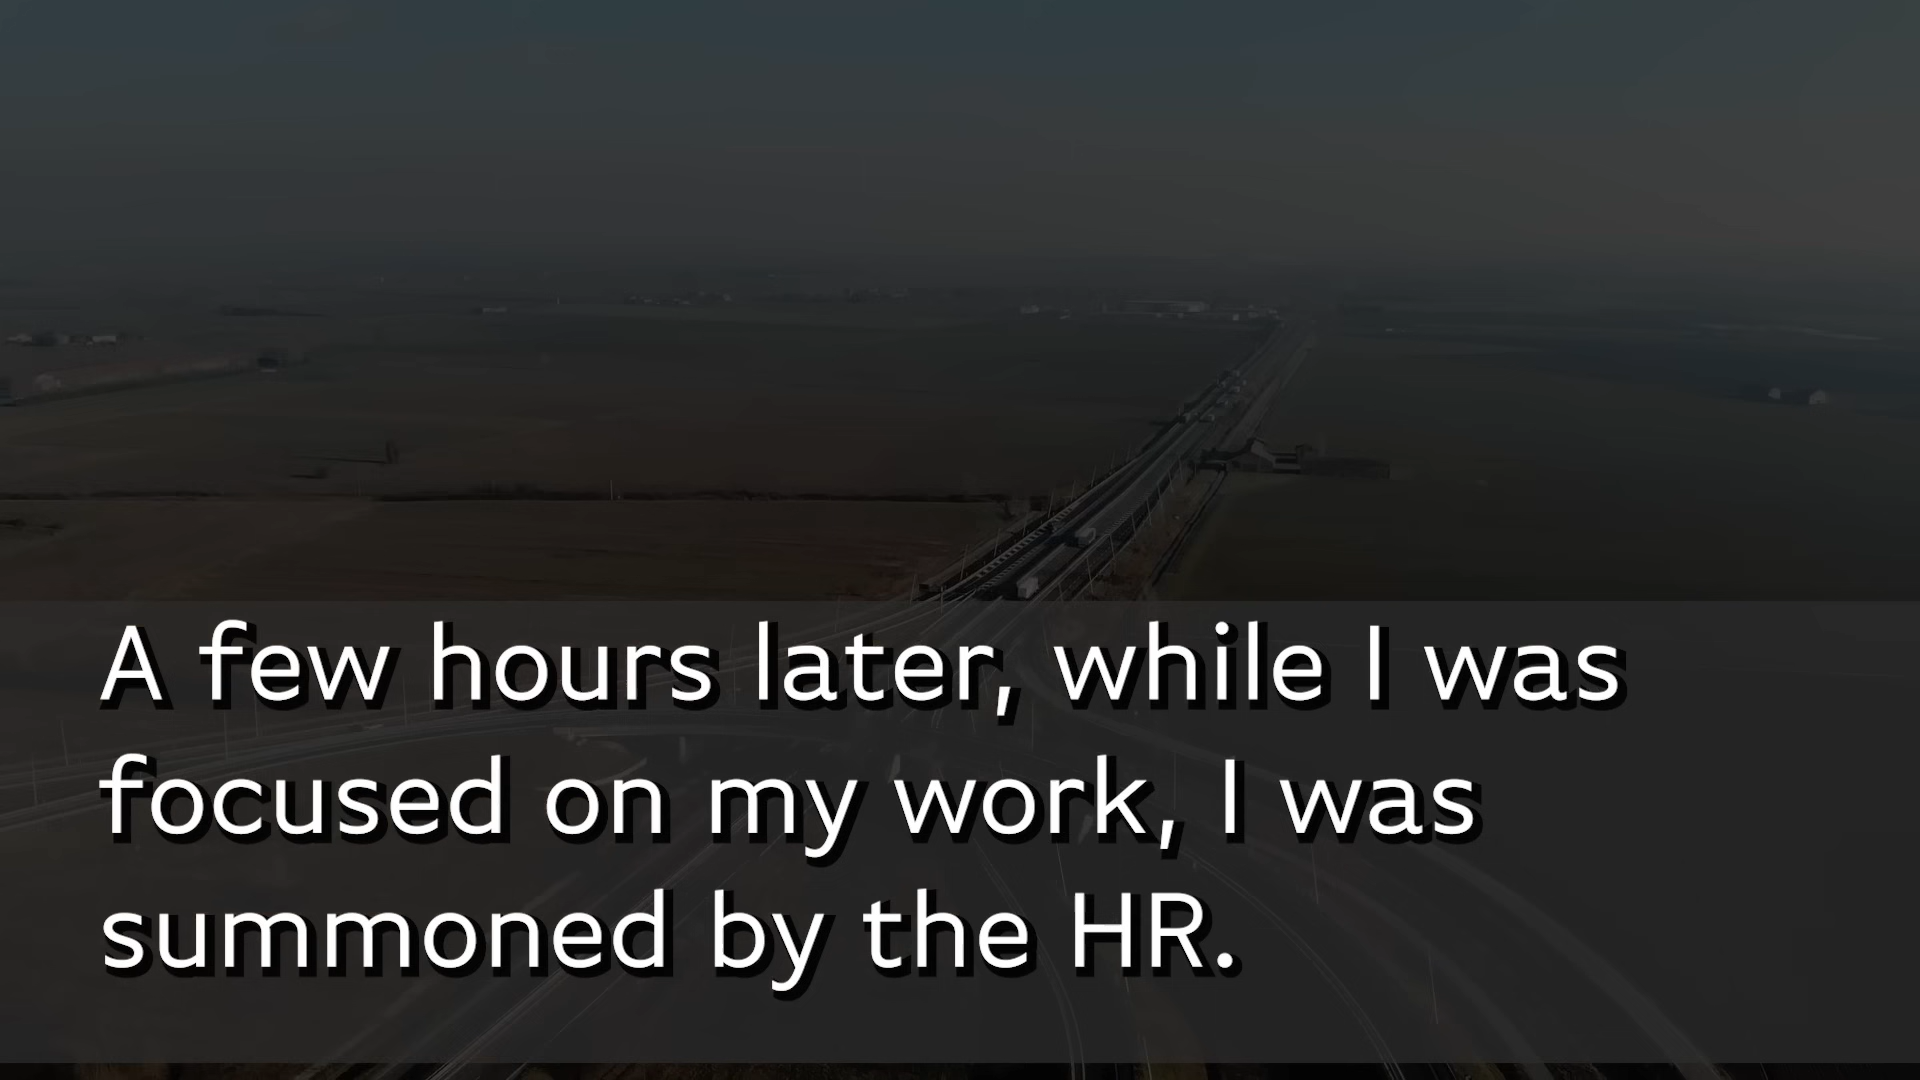 A few hours later, while I was
focused on my work, I was
summoned by the HR.